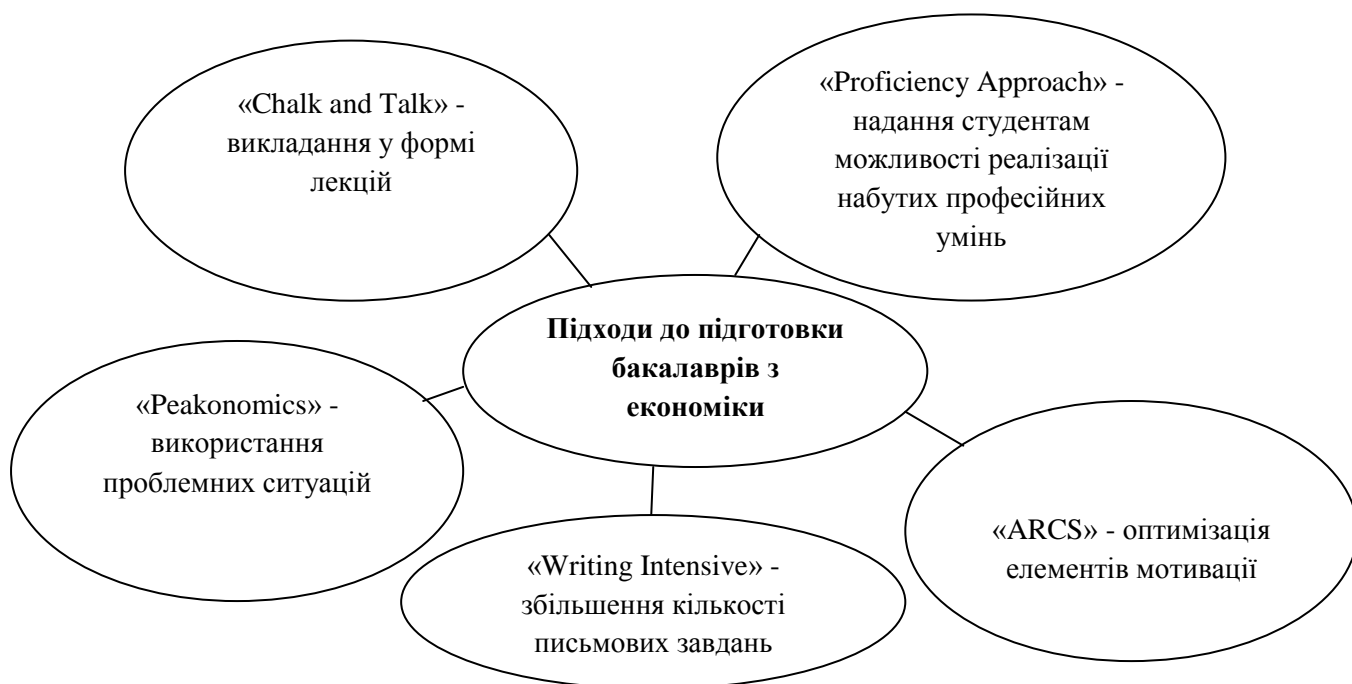 «Chalk and Talk» -
викладання у формі
лекцій
«Proficiency Approach» -
надання студентам
можливості реалізації
набутих професійних
умінь
Підходи до підготовки
бакалаврів з
економіки
«Peakonomics» -
використання
проблемних ситуацій
«Writing Intensive» -
збільшення кількості
письмових завдань
«ARCS» - оптимізація
елементів мотивації